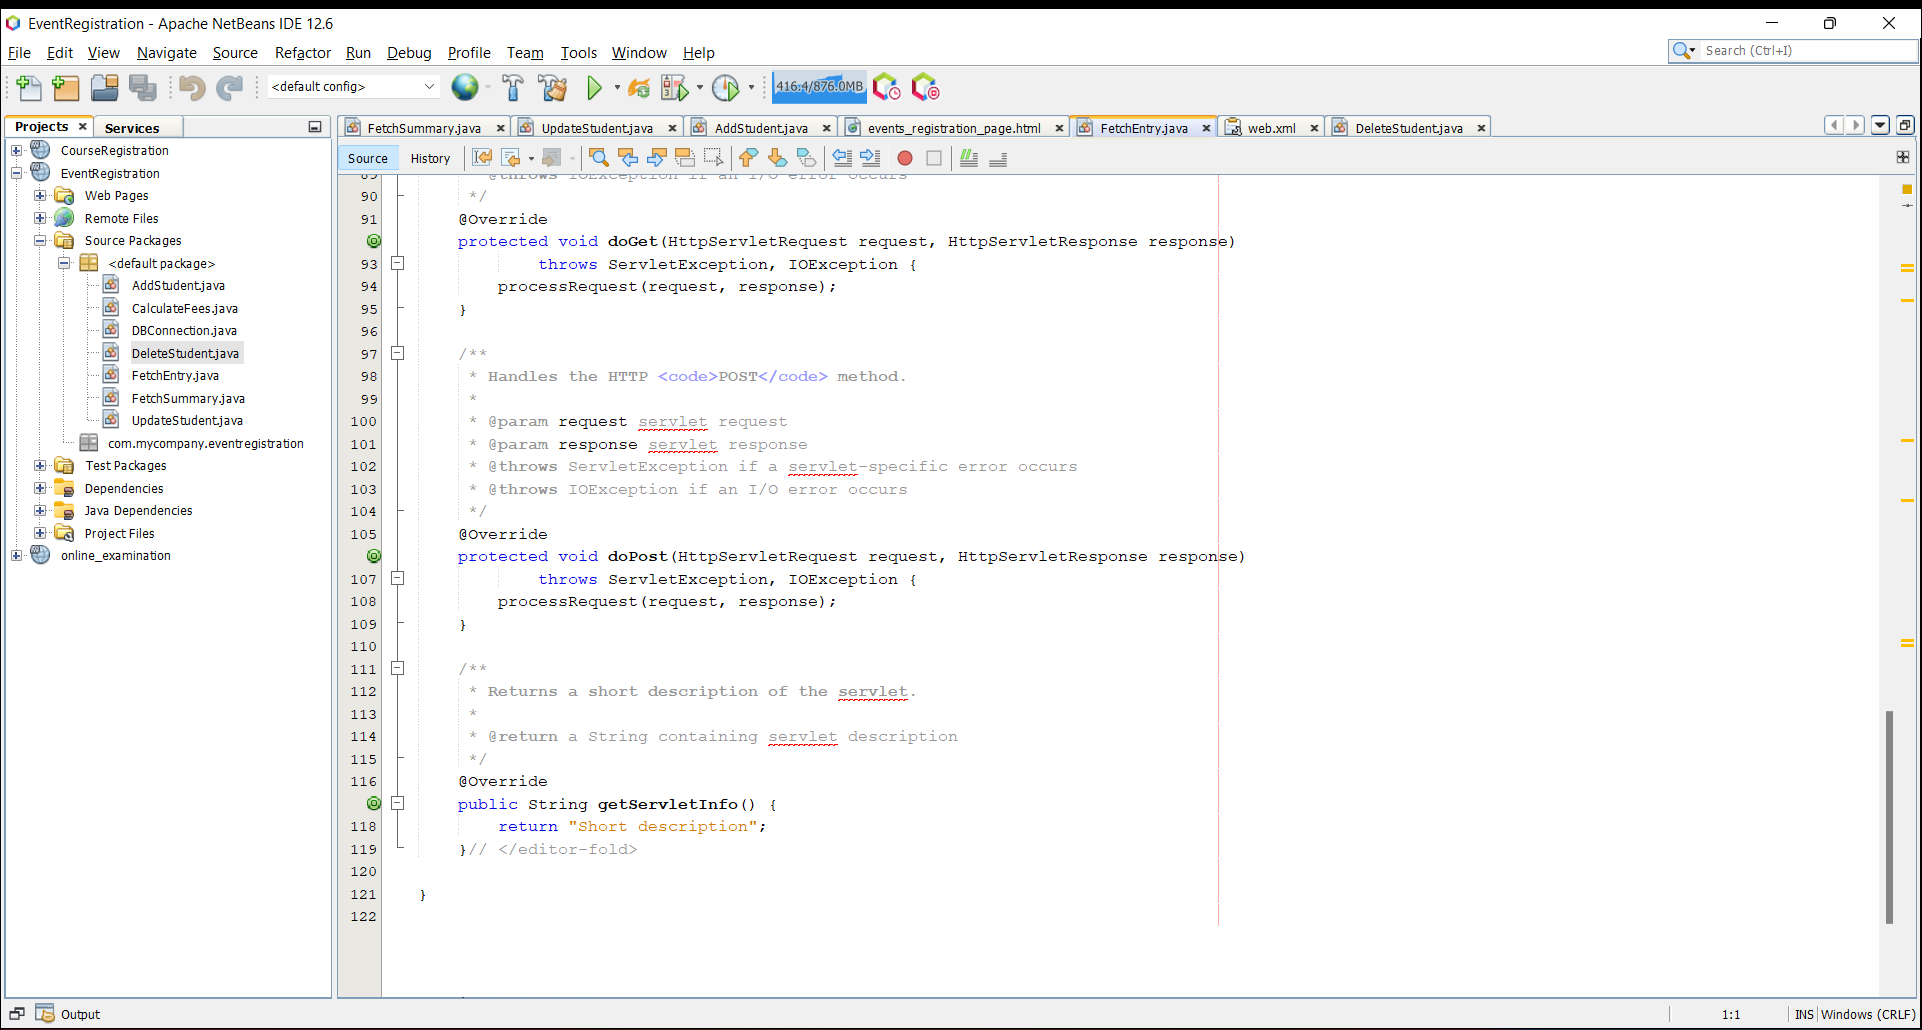 EventRegistration - Apache NetBeans IDE 12.6
File Edit View Navigate Source Refactor Run Debug Profile Team Tools Window Help
Search (Ctrl+I)
<default config>
416.4/876.0MB
Projects
Services
FetchSummary.java
UpdateStudent.java
AddStudent.java
events_registration_page.html
FetchEntry.java
web.xml
DeleteStudent.java
Source
History
CourseRegistration
EventRegistration
Web Pages
Remote Files
Source Packages
<default package>
AddStudent.java
CalculateFees.java
DBConnection.java
DeleteStudent.java
FetchEntry.java
FetchSummary.java
UpdateStudent.java
com.mycompany.eventregistration
Test Packages
Dependencies
Java Dependencies
Project Files
online_examination
89 * @throws IOException if an I/O error occurs
90 */
91 @Override
protected void doGet(HttpServletRequest request, HttpServletResponse response)
93 throws ServletException, IOException {
94 processRequest(request, response);
95 }
96
97 /**
98 * Handles the HTTP <code>POST</code> method.
99 *
100 * @param request servlet request
101 * @param response servlet response
102 * @throws ServletException if a servlet-specific error occurs
103 * @throws IOException if an I/O error occurs
104 */
105 @Override
protected void doPost(HttpServletRequest request, HttpServletResponse response)
107 throws ServletException, IOException {
108 processRequest(request, response);
109 }
110
111 /**
112 * Returns a short description of the servlet.
113 *
114 * @return a String containing servlet description
115 */
116 @Override
public String getServletInfo() {
118 return "Short description";
119 }// </editor-fold>
120
121 }
122
Output
1:1
INS
Windows (CRLF)